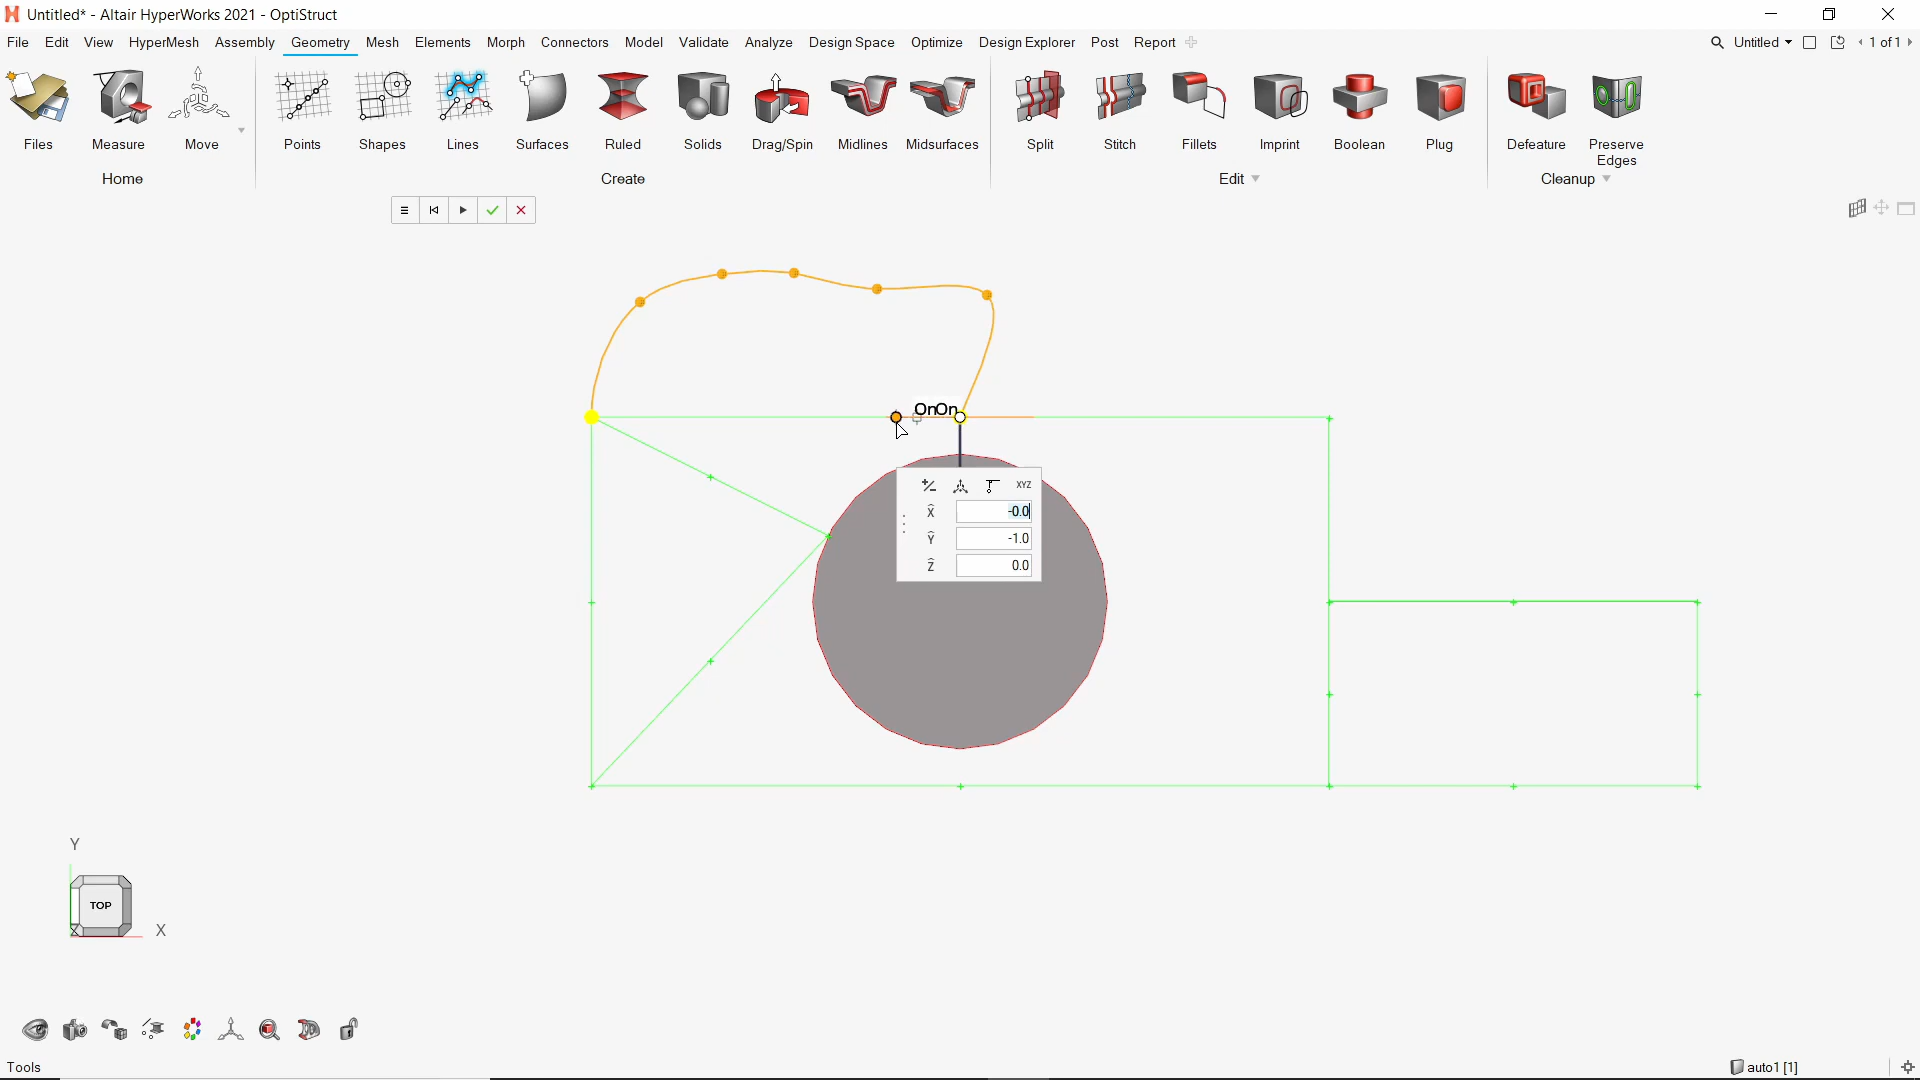 Untitled* - Altair HyperWorks 2021 - OptiStruct
File Edit View HyperMesh Assembly Geometry Mesh Elements Morph Connectors Model Validate Analyze Design Space Optimize Design Explorer Post Report Untitled 1 of 1
Files Measure Move Points Shapes Lines Surfaces Ruled Solids Drag/Spin Midlines Midsurfaces Split Stitch Fillets Imprint Boolean Plug Defeature Preserve
Edges
Home Create Edit Cleanup
OnOn
XYZ
X -0.0
Y -1.0
Z 0.0
Y
TOP
Z X
Tools auto1 [1]